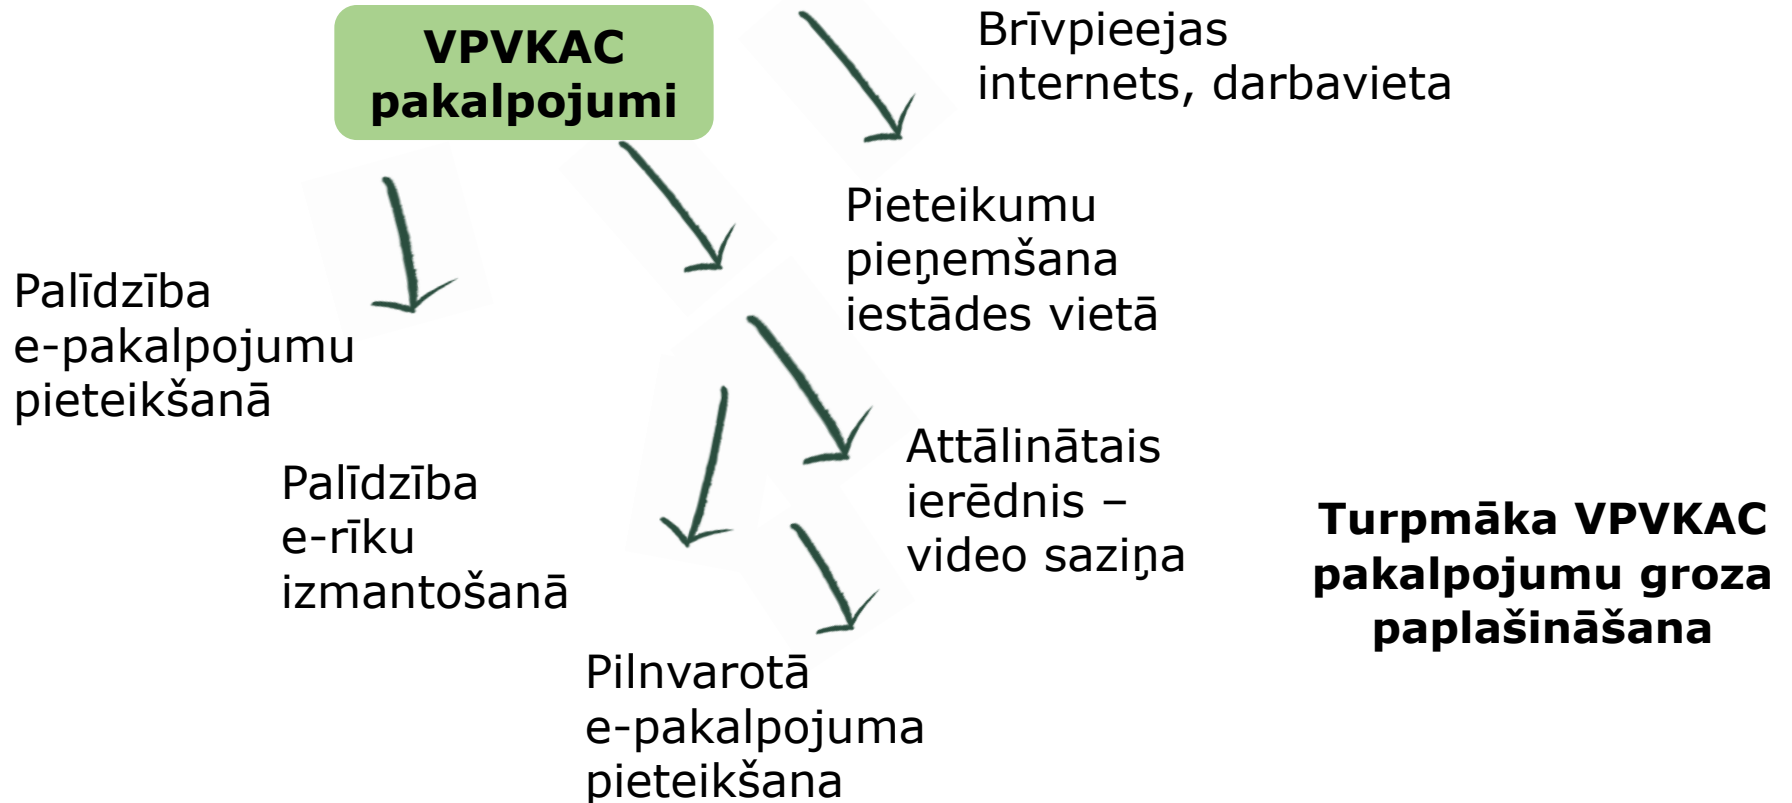 VPVKAC
pakalpojumi
Brīvpieejas
internets, darbavieta
Pieteikumu
pieņemšana
iestādes vietā
Palīdzība
e-pakalpojumu
pieteikšanā
Attālinātais
ierēdnis –
video saziņa
Palīdzība
e-rīku
izmantošanā
Turpmāka VPVKAC
pakalpojumu groza
paplašināšana
Pilnvarotā
e-pakalpojuma
pieteikšana